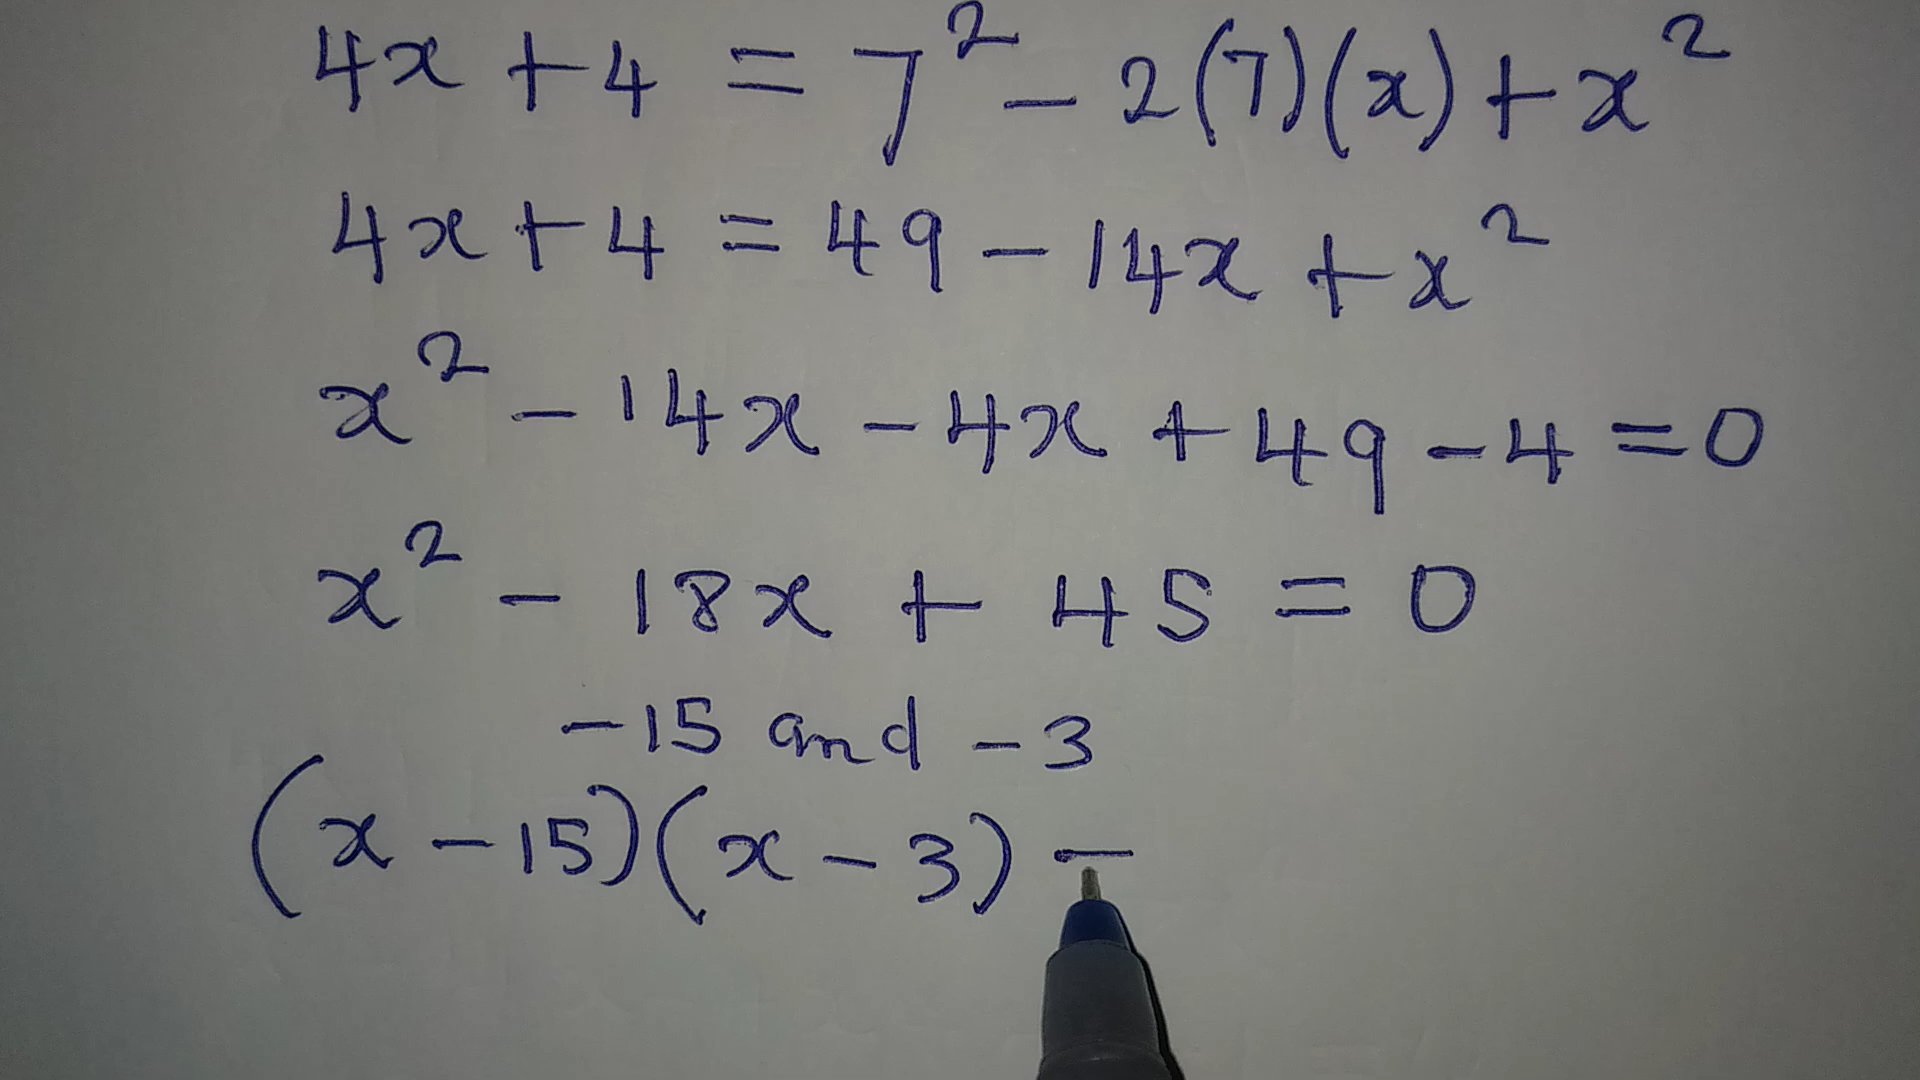 4x + 4 = 7² - 2(7)(x) + x²
4x + 4 = 49 - 14x + x²
x² - 14x - 4x + 49 - 4 = 0
x² - 18x + 45 = 0
-15 and -3
(x - 15)(x - 3) -